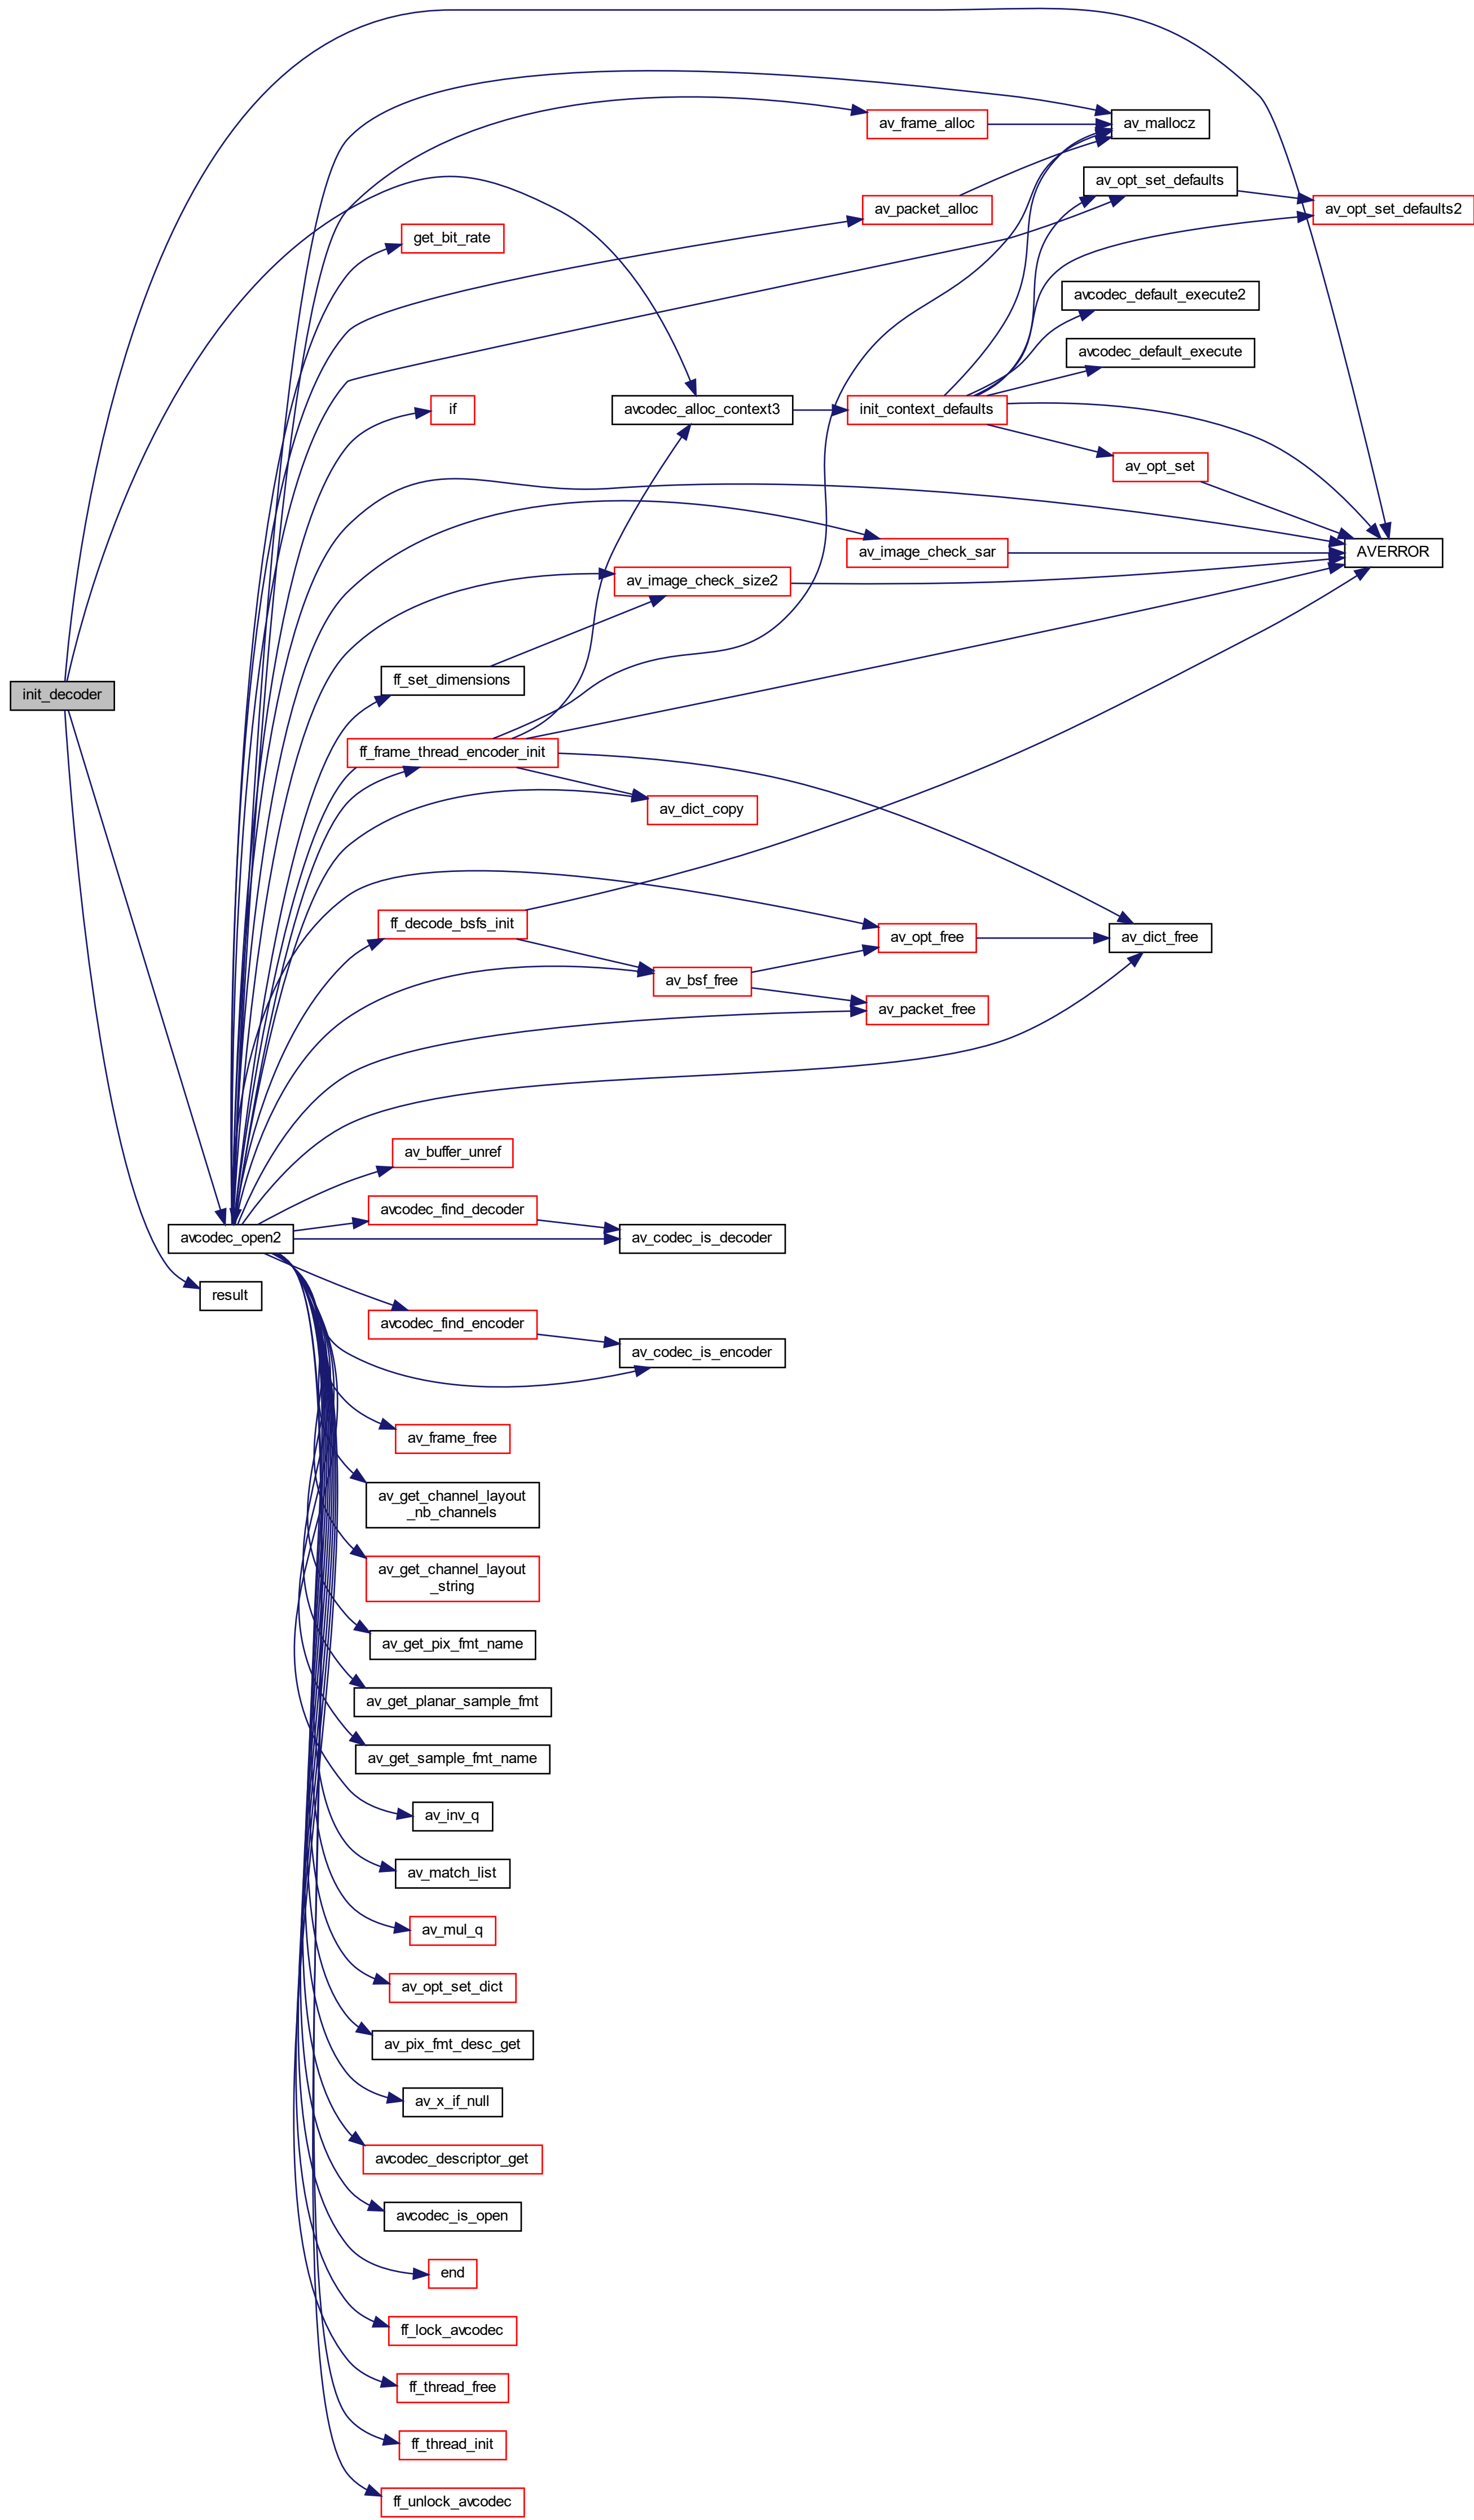 av_frame_alloc
av_mallocz
av_opt_set_defaults
av_packet_alloc
av_opt_set_defaults2
get_bit_rate
avcodec_default_execute2
avcodec_default_execute
if
avcodec_alloc_context3
init_context_defaults
av_opt_set
av_image_check_sar
AVERROR
av_image_check_size2
ff_set_dimensions
init_decoder
ff_frame_thread_encoder_init
av_dict_copy
ff_decode_bsfs_init
av_opt_free
av_dict_free
av_bsf_free
av_packet_free
av_buffer_unref
avcodec_find_decoder
avcodec_open2
av_codec_is_decoder
result
avcodec_find_encoder
av_codec_is_encoder
av_frame_free
av_get_channel_layout
_nb_channels
av_get_channel_layout
_string
av_get_pix_fmt_name
av_get_planar_sample_fmt
av_get_sample_fmt_name
av_inv_q
av_match_list
av_mul_q
av_opt_set_dict
av_pix_fmt_desc_get
av_x_if_null
avcodec_descriptor_get
avcodec_is_open
end
ff_lock_avcodec
ff_thread_free
ff_thread_init
ff_unlock_avcodec